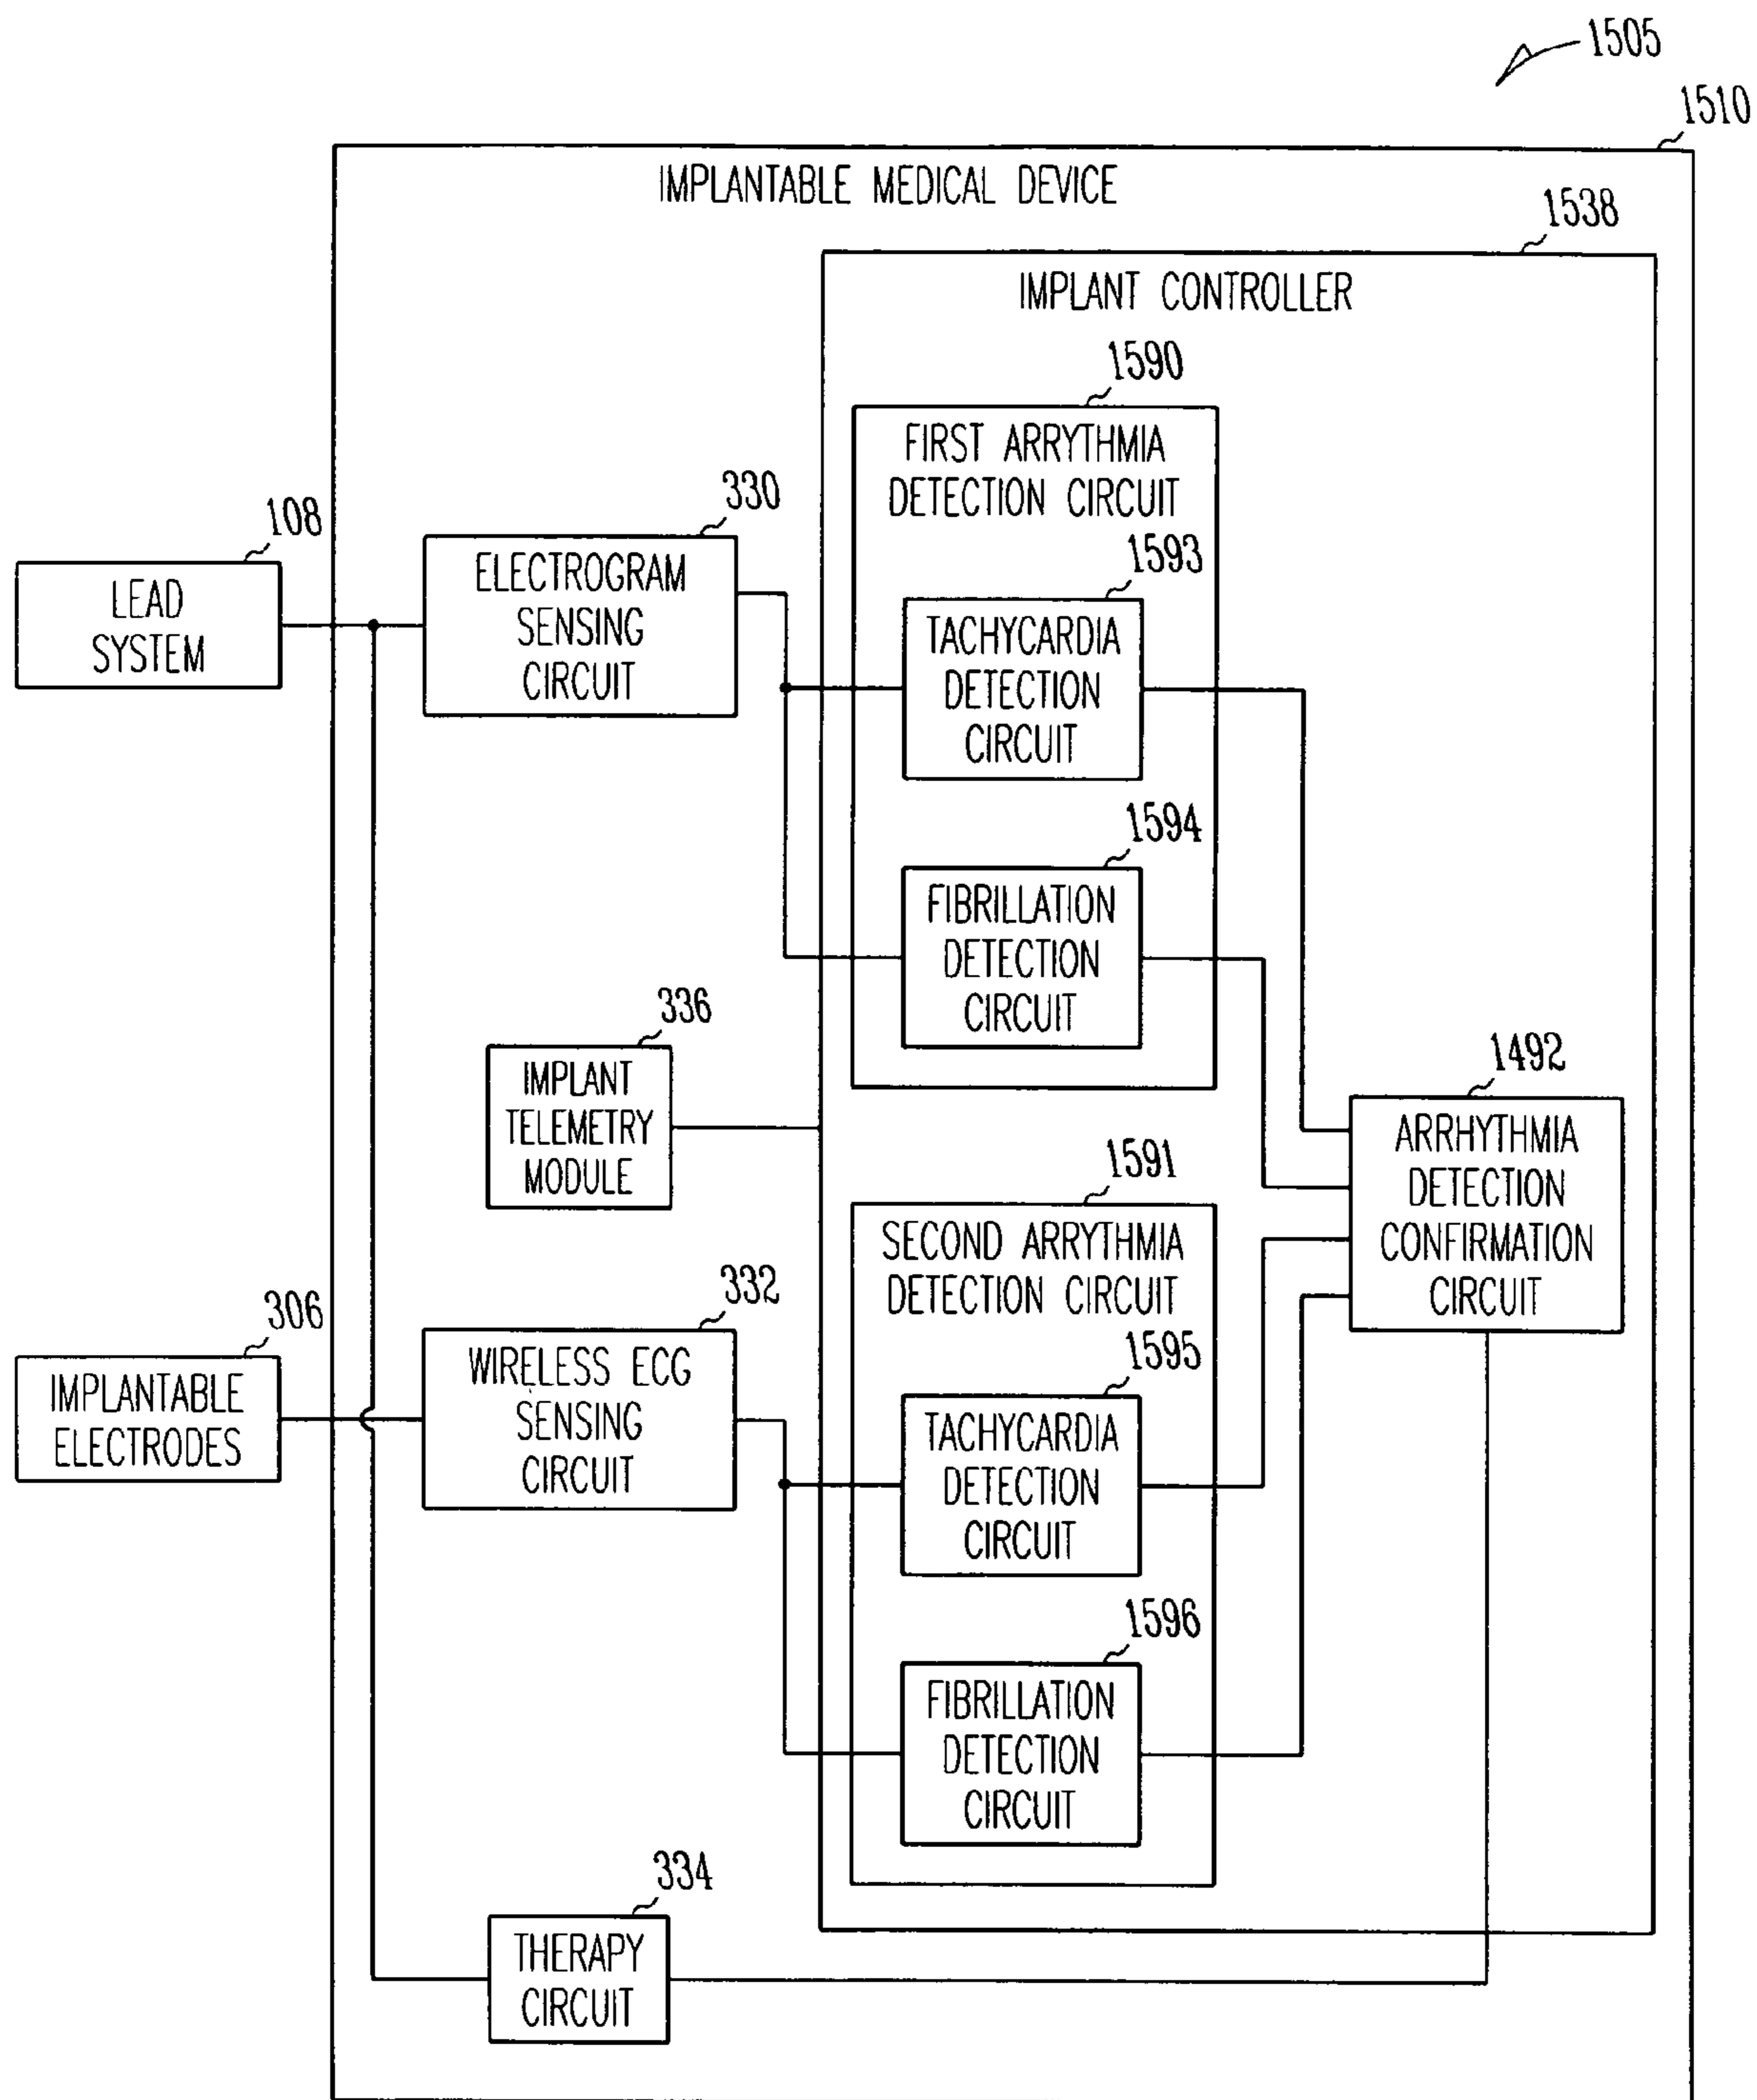 1505
1510
IMPLANTABLE MEDICAL DEVICE
1538
IMPLANT CONTROLLER
1590
FIRST ARRYTHMIA
DETECTION CIRCUIT
330
108
ELECTROGRAM
SENSING
CIRCUIT
1593
LEAD
SYSTEM
TACHYCARDIA
DETECTION
CIRCUIT
1594
FIBRILLATION
DETECTION
CIRCUIT
336
IMPLANT
TELEMETRY
MODULE
1492
ARRHYTHMIA
DETECTION
CONFIRMATION
CIRCUIT
1591
SECOND ARRYTHMIA
DETECTION CIRCUIT
332
306
WIRELESS ECG
SENSING
CIRCUIT
1595
IMPLANTABLE
ELECTRODES
TACHYCARDIA
DETECTION
CIRCUIT
1596
FIBRILLATION
DETECTION
CIRCUIT
334
THERAPY
CIRCUIT